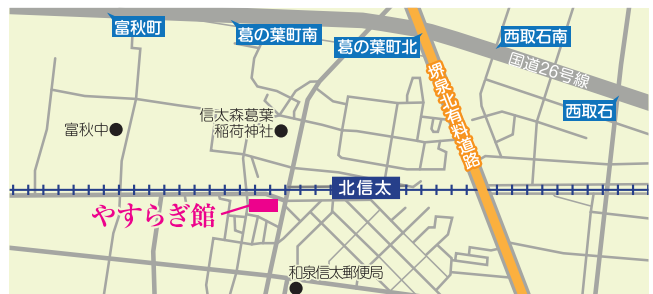 富秋町
葛の葉町南
葛の葉町北
西取石南
国道26号線
西取石
堺泉北有料道路
信太森葛葉
稲荷神社
富秋中
北信太
やすらぎ館
和泉信太郵便局